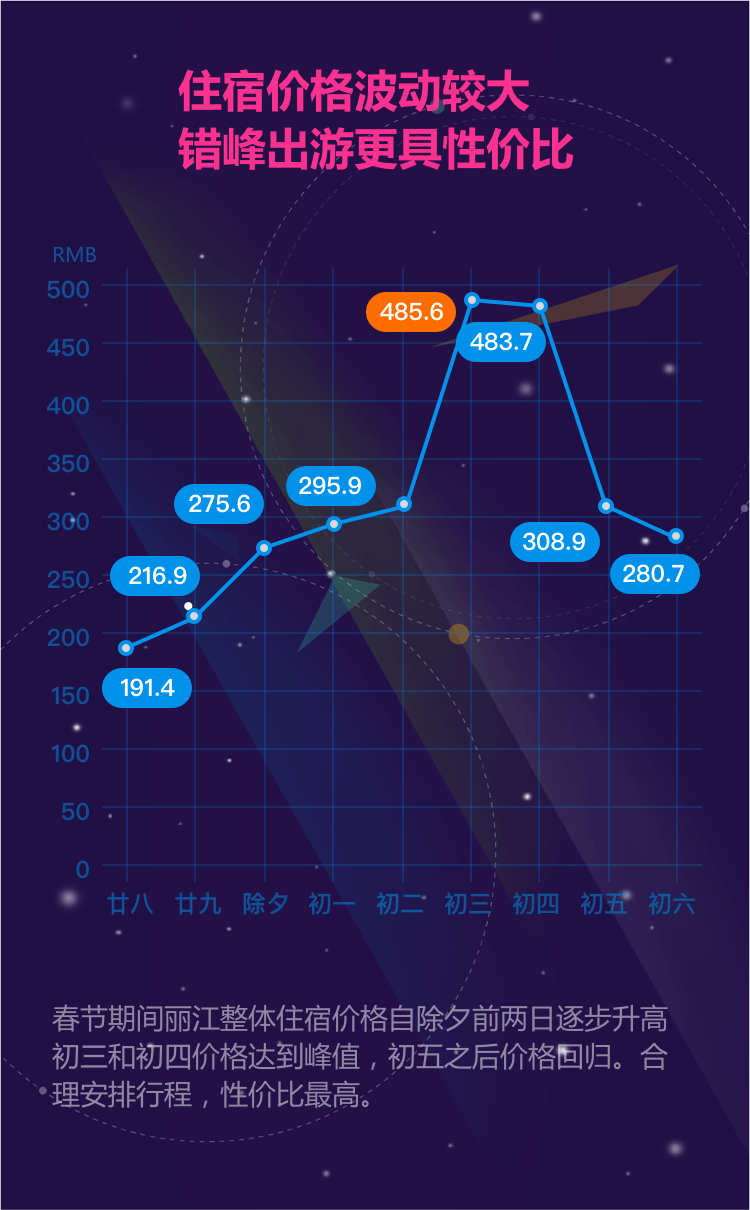 住宿价格波动较大
错峰出游更具性价比
RMB
500
450
400
350
300
250
200
150
100
50
0
485.6
483.7
295.9
275.6
308.9
280.7
216.9
191.4
廿八 廿九 除夕 初一 初二 初三 初四 初五 初六
春节期间丽江整体住宿价格自除夕前两日逐步升高
初三和初四价格达到峰值，初五之后价格回归。合
理安排行程，性价比最高。